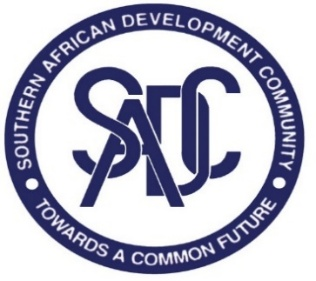 SOUTHERN AFRICAN DEVELOPMENT COMMUNITY
SADC
TOWARDS A COMMON FUTURE